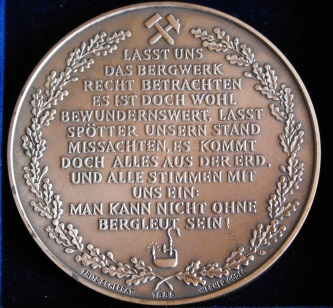 LASST UNS
DAS BERGWERK
RECHT BETRACHTEN
ES IST DOCH WOHL
BEWUNDERNSWERT, LASST
SPÖTTER UNSERN STAND
MISSACHTEN, ES KOMMT
DOCH ALLES AUS DER ERD,
UND ALLE STIMMEN MIT
UNS EIN:
MAN KANN NICHT OHNE
BERGLEUT SEIN!